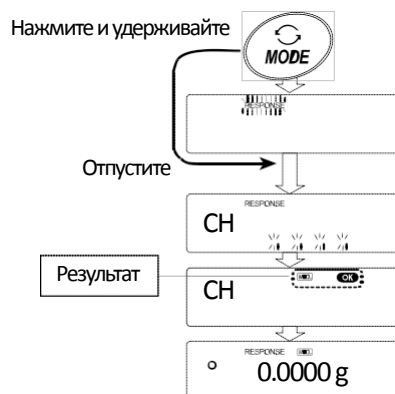 Нажмите и удерживайте
MODE
RESPONSE
Отпустите
RESPONSE
CH
Результат
OK
CH
RESPONSE
0.0000 g